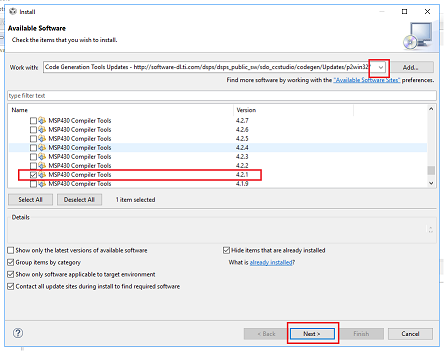 Install
Available Software
Check the items that you wish to install.
Work with: Code Generation Tools Updates - http://software-dl.ti.com/dsps/dsps_public_sw/sdo_ccstudio/codegen/Updates/p2win32/ Add...
Find more software by working with the "Available Software Sites" preferences.
type filter text
Name Version
MSP430 Compiler Tools 4.2.7
MSP430 Compiler Tools 4.2.6
MSP430 Compiler Tools 4.2.5
MSP430 Compiler Tools 4.2.4
MSP430 Compiler Tools 4.2.3
MSP430 Compiler Tools 4.2.2
MSP430 Compiler Tools 4.2.1
MSP430 Compiler Tools 4.1.9
Select All Deselect All 1 item selected
Details
Show only the latest versions of available software Hide items that are already installed
Group items by category What is already installed?
Show only software applicable to target environment
Contact all update sites during install to find required software
? < Back Next > Finish Cancel